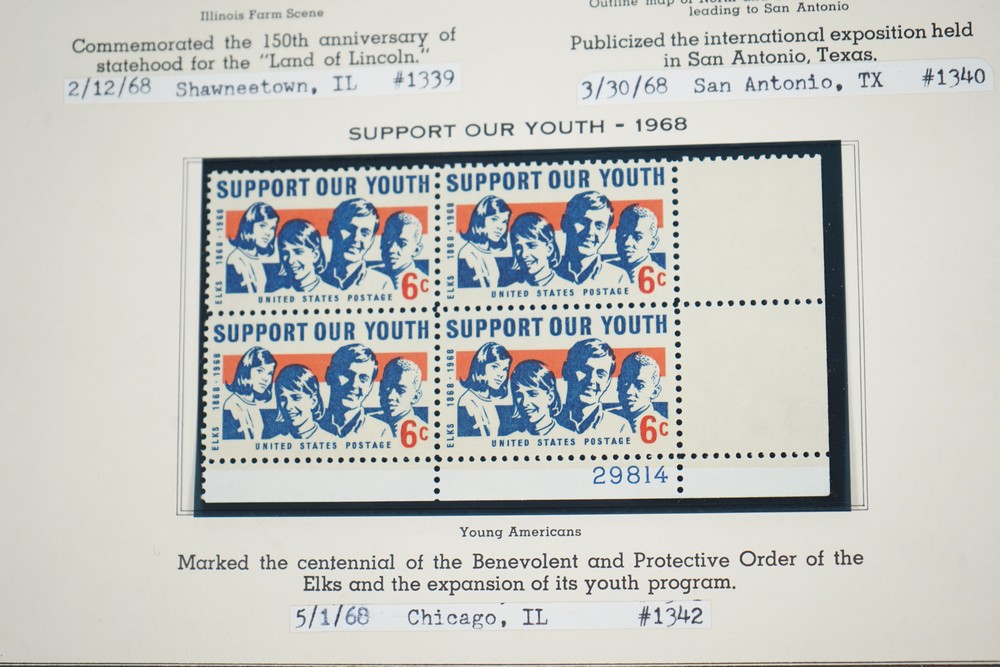 Illinois Farm Scene
Commemorated the 150th anniversary of
statehood for the "Land of Lincoln."
2/12/68 Shawneetown, IL #1339
Outline map of North and
leading to San Antonio
Publicized the international exposition held
in San Antonio, Texas.
3/30/68 San Antonio, TX #1340
SUPPORT OUR YOUTH - 1968
SUPPORT OUR YOUTH
ELKS 1868-1968
6c
UNITED STATES POSTAGE
SUPPORT OUR YOUTH
ELKS 1868-1968
6c
UNITED STATES POSTAGE
SUPPORT OUR YOUTH
ELKS 1868-1968
6c
UNITED STATES POSTAGE
SUPPORT OUR YOUTH
ELKS 1868-1968
6c
UNITED STATES POSTAGE
29814
Young Americans
Marked the centennial of the Benevolent and Protective Order of the
Elks and the expansion of its youth program.
5/1/68 Chicago, IL #1342